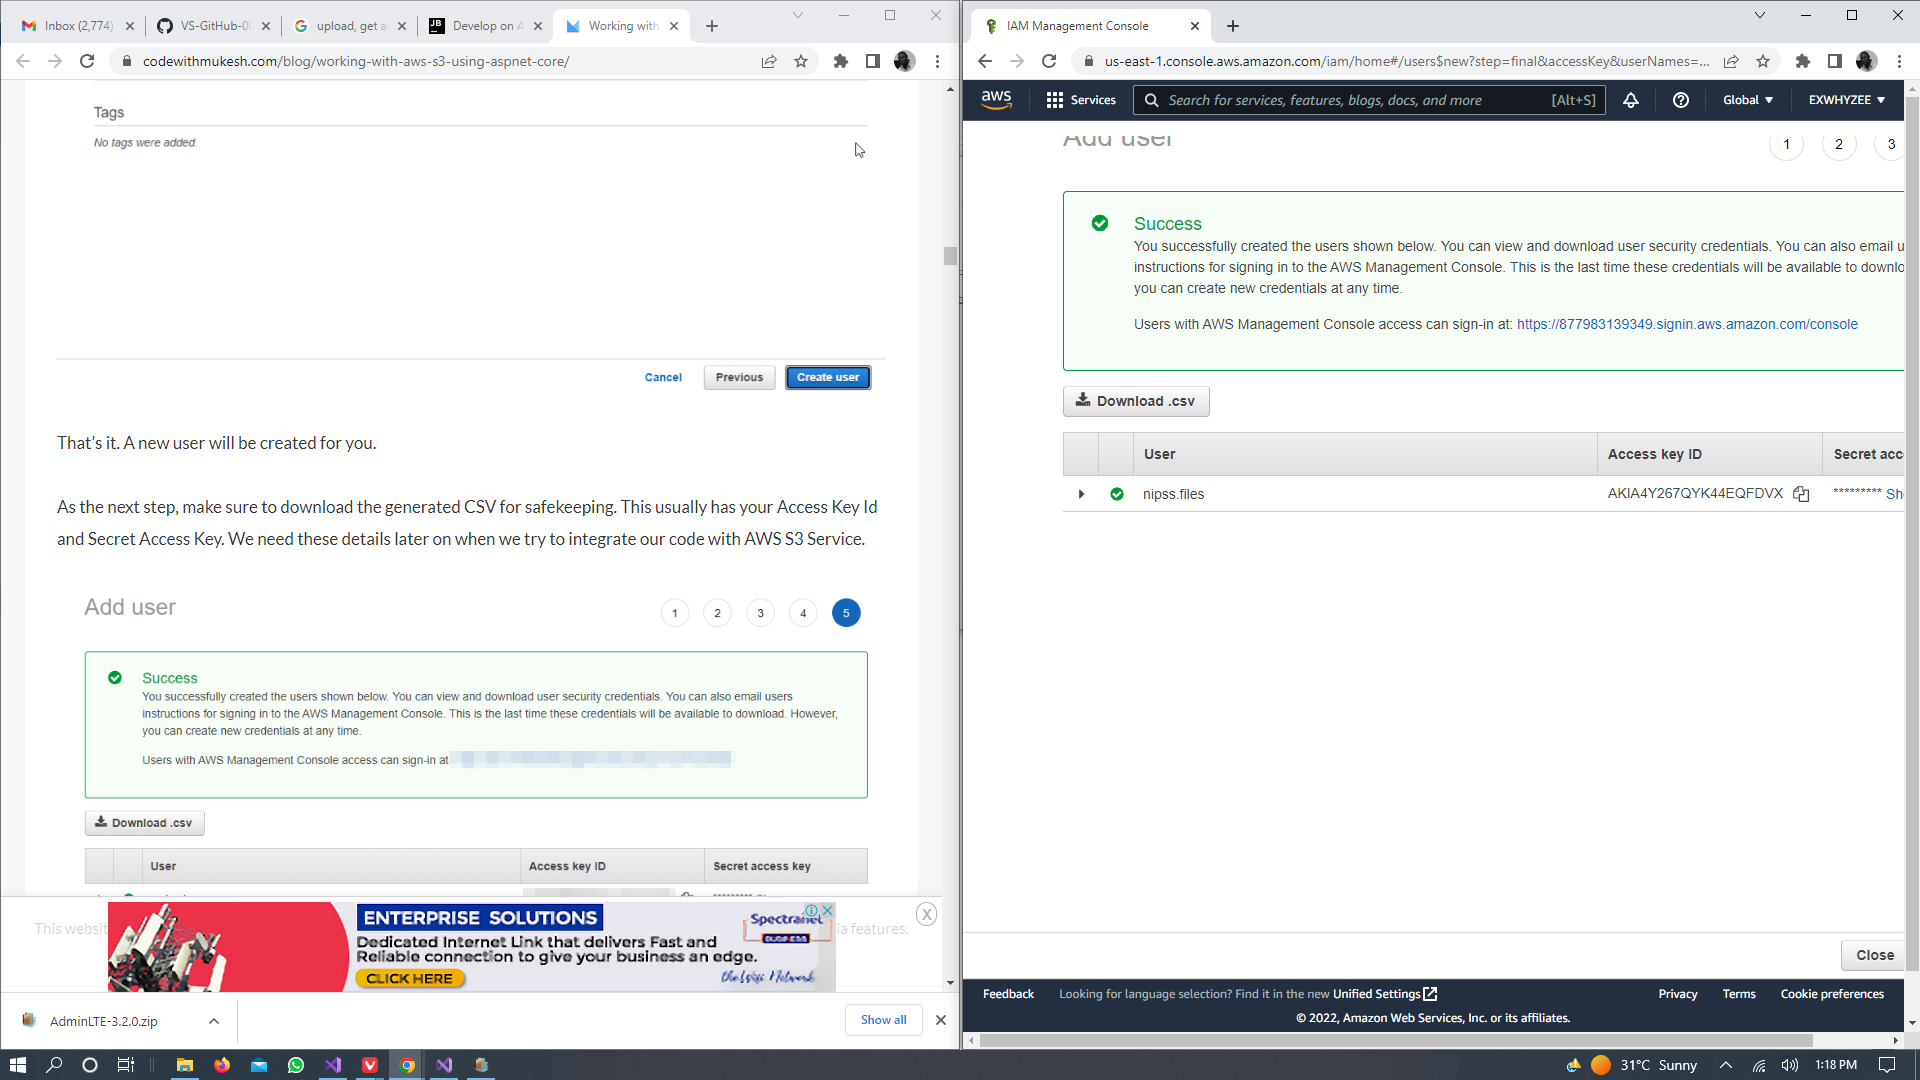 Inbox (2,774)
VS-GitHub-0
upload, get a
Develop on A
Working with
codewithmukesh.com/blog/working-with-aws-s3-using-aspnet-core/
Tags
No tags were added.
Cancel
Previous
Create user
That's it. A new user will be created for you.
As the next step, make sure to download the generated CSV for safekeeping. This usually has your Access Key Id
and Secret Access Key. We need these details later on when we try to integrate our code with AWS S3 Service.
Add user
1
2
3
4
5
Success
You successfully created the users shown below. You can view and download user security credentials. You can also email users
instructions for signing in to the AWS Management Console. This is the last time these credentials will be available to download. However,
you can create new credentials at any time.
Users with AWS Management Console access can sign-in at
Download .csv
User
Access key ID
Secret access key
This websit
ia features.
ENTERPRISE SOLUTIONS
Dedicated Internet Link that delivers Fast and
Reliable connection to give your business an edge.
CLICK HERE
Spectranet
BUSINESS
the Wifi Network
X
AdminLTE-3.2.0.zip
Show all
IAM Management Console
us-east-1.console.aws.amazon.com/iam/home#/users$new?step=final&accessKey&userNames=...
aws
Services
Search for services, features, blogs, docs, and more
[Alt+S]
Global
EXWHYZEE
Add user
1
2
3
Success
You successfully created the users shown below. You can view and download user security credentials. You can also email u
instructions for signing in to the AWS Management Console. This is the last time these credentials will be available to downlo
you can create new credentials at any time.
Users with AWS Management Console access can sign-in at: https://877983139349.signin.aws.amazon.com/console
Download .csv
User
Access key ID
Secret acc
nipss.files
AKIA4Y267QYK44EQFDVX
********* Sh
Close
Feedback
Looking for language selection? Find it in the new Unified Settings
Privacy
Terms
Cookie preferences
© 2022, Amazon Web Services, Inc. or its affiliates.
31°C Sunny
1:18 PM